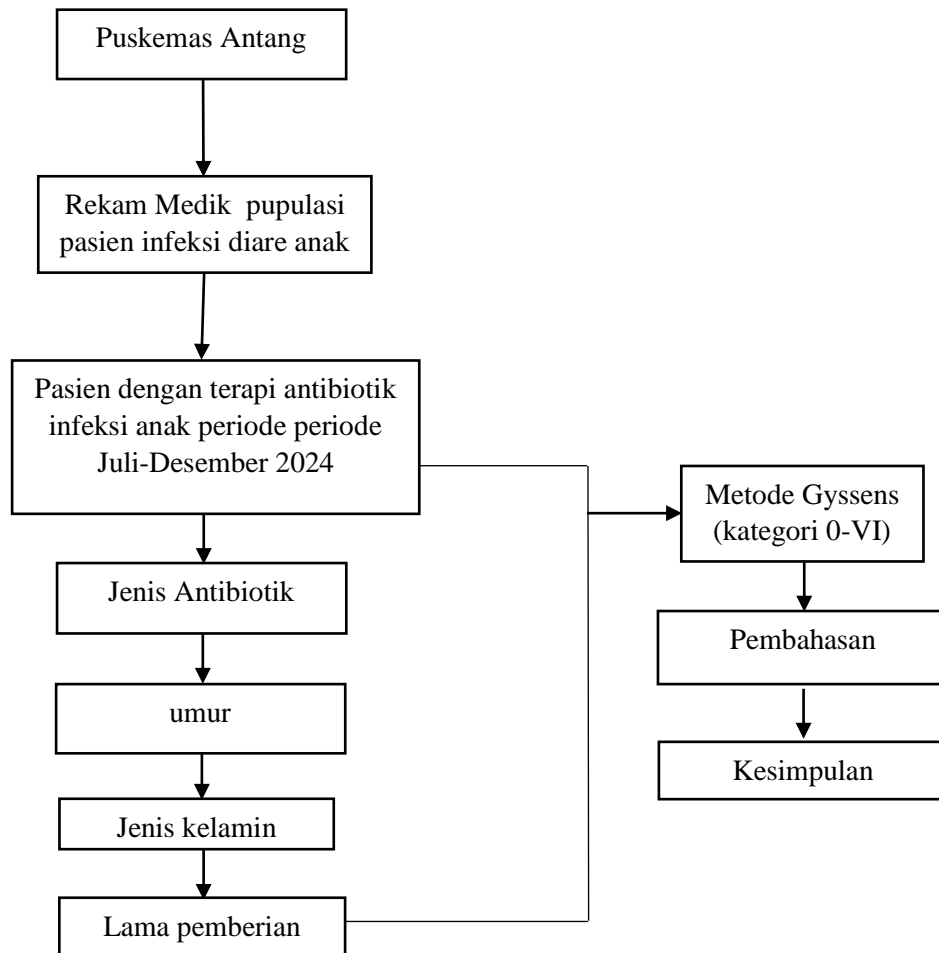 Puskemas Antang
Rekam Medik pupulasi
pasien infeksi diare anak
Pasien dengan terapi antibiotik
infeksi anak periode periode
Juli-Desember 2024
Jenis Antibiotik
umur
Jenis kelamin
Lama pemberian
Metode Gyssens
(kategori 0-VI)
Pembahasan
Kesimpulan